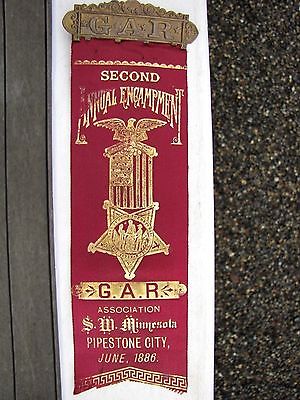 G.A.R.
SECOND
ANNUAL ENCAMPMENT
G.A.R.
ASSOCIATION
S. W. Minnesota
PIPESTONE CITY,
JUNE, 1886.